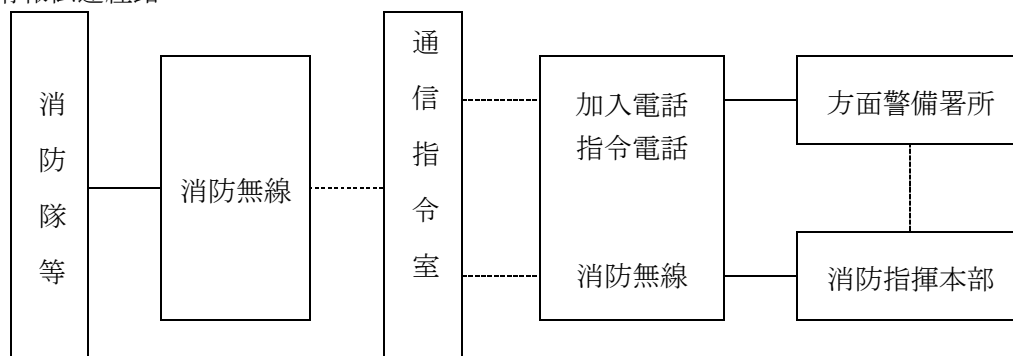 消防隊等
消防無線
通信指令室
加入電話
指令電話
消防無線
方面警備署所
消防指揮本部